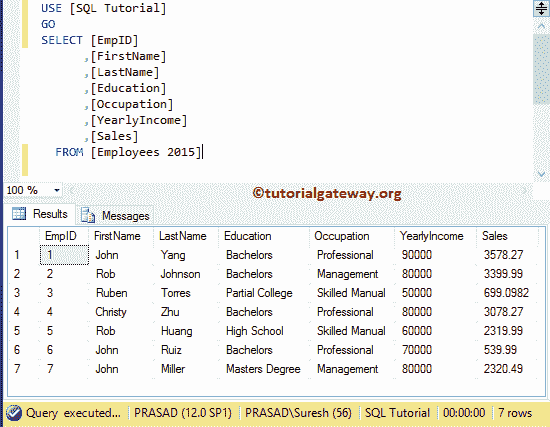 USE [SQL Tutorial]
GO
SELECT [EmpID]
,[FirstName]
,[LastName]
,[Education]
,[Occupation]
,[YearlyIncome]
,[Sales]
FROM [Employees 2015]
100 %
©tutorialgateway.org
Results Messages
EmpID FirstName LastName Education Occupation YearlyIncome Sales
1 1 John Yang Bachelors Professional 90000 3578.27
2 2 Rob Johnson Bachelors Management 80000 3399.99
3 3 Ruben Torres Partial College Skilled Manual 50000 699.0982
4 4 Christy Zhu Bachelors Professional 80000 3078.27
5 5 Rob Huang High School Skilled Manual 60000 2319.99
6 6 John Ruiz Bachelors Professional 70000 539.99
7 7 John Miller Masters Degree Management 80000 2320.49
Query executed... PRASAD (12.0 SP1) PRASAD\Suresh (56) SQL Tutorial 00:00:00 7 rows